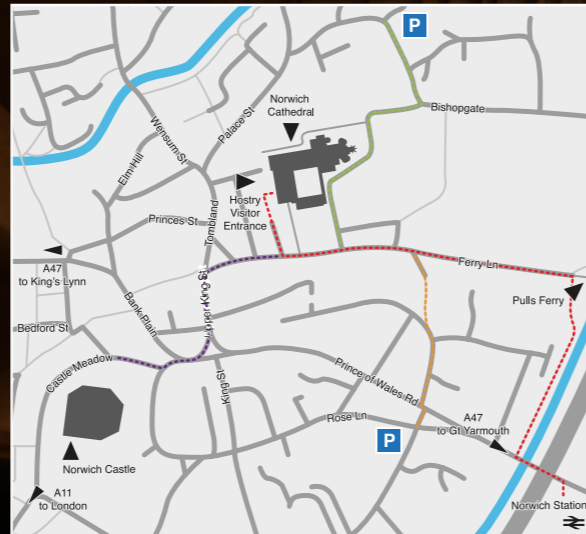 P
Bishopgate
Norwich
Cathedral
Palace St
Wensum St
Elm Hill
Hostry
Visitor
Entrance
Tombland
Princes St
A47
to King's Lynn
Ferry Ln
Pulls Ferry
Upper King St
Bank Plain
Bedford St
Castle Meadow
King St
Prince of Wales Rd
Rose Ln
A47
to Gt Yarmouth
P
Norwich Castle
A11
to London
Norwich Station